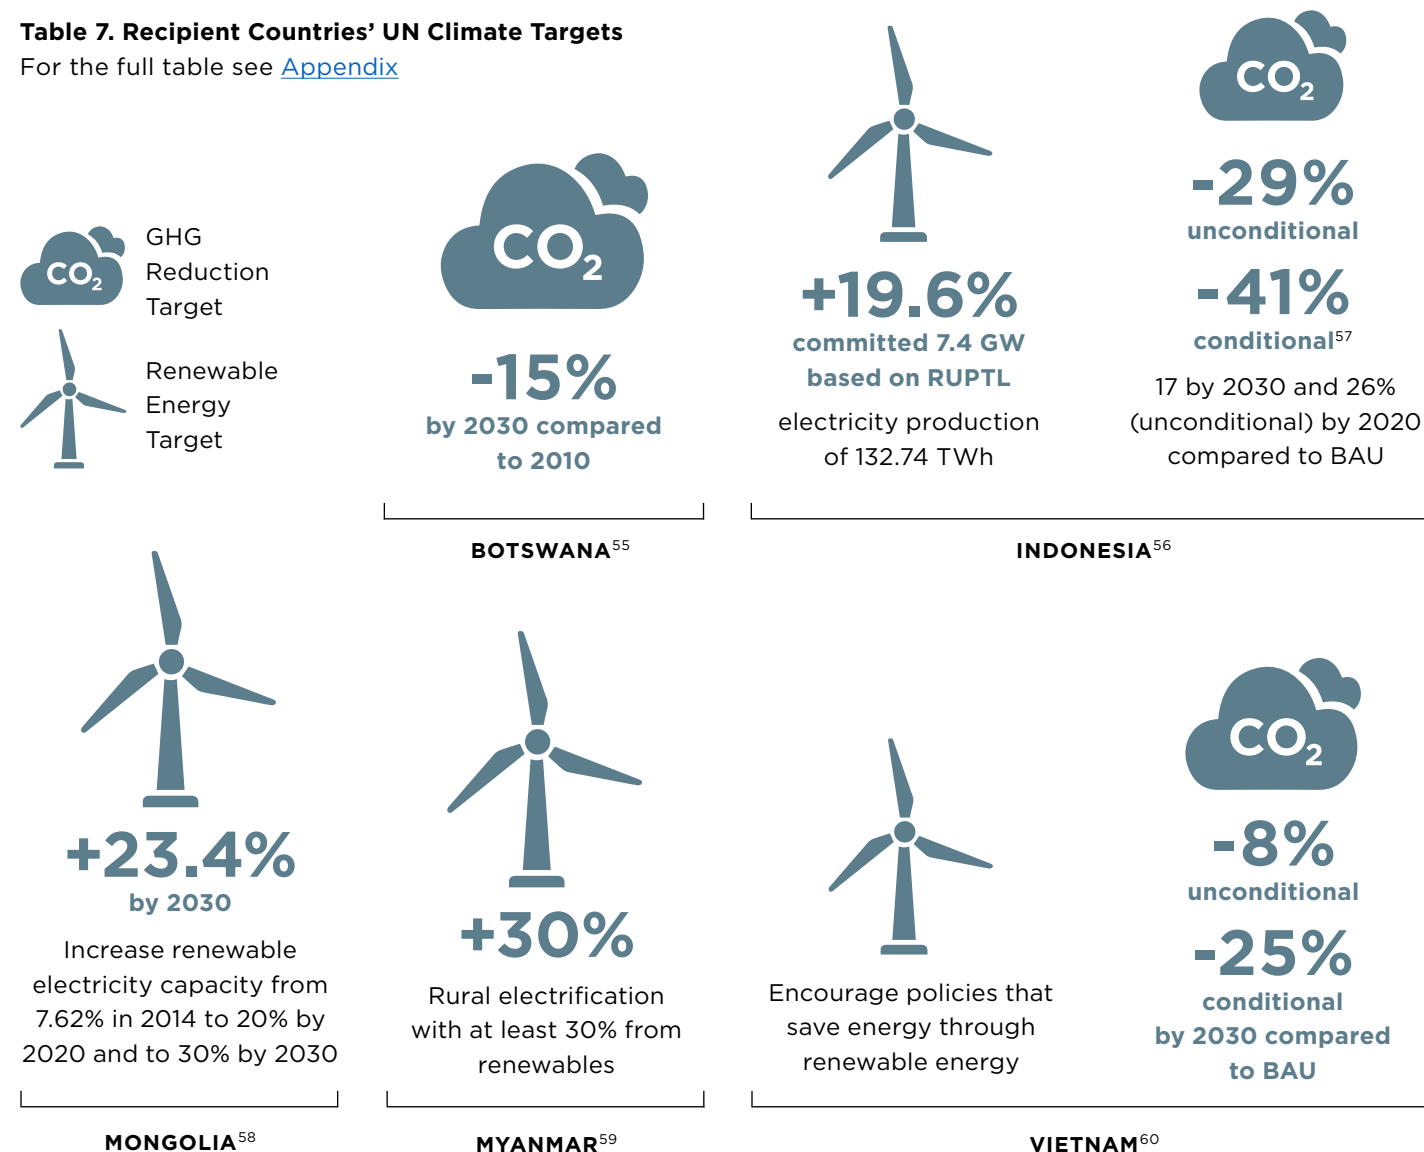 Table 7. Recipient Countries’ UN Climate Targets
For the full table see Appendix
CO2
GHG
Reduction
Target
Renewable
Energy
Target
CO2
-15%
by 2030 compared
to 2010
BOTSWANA55
+19.6%
committed 7.4 GW
based on RUPTL
electricity production
of 132.74 TWh
CO2
-29%
unconditional
-41%
conditional57
17 by 2030 and 26%
(unconditional) by 2020
compared to BAU
INDONESIA56
+23.4%
by 2030
Increase renewable
electricity capacity from
7.62% in 2014 to 20% by
2020 and to 30% by 2030
MONGOLIA58
+30%
Rural electrification
with at least 30% from
renewables
MYANMAR59
Encourage policies that
save energy through
renewable energy
CO2
-8%
unconditional
-25%
conditional
by 2030 compared
to BAU
VIETNAM60